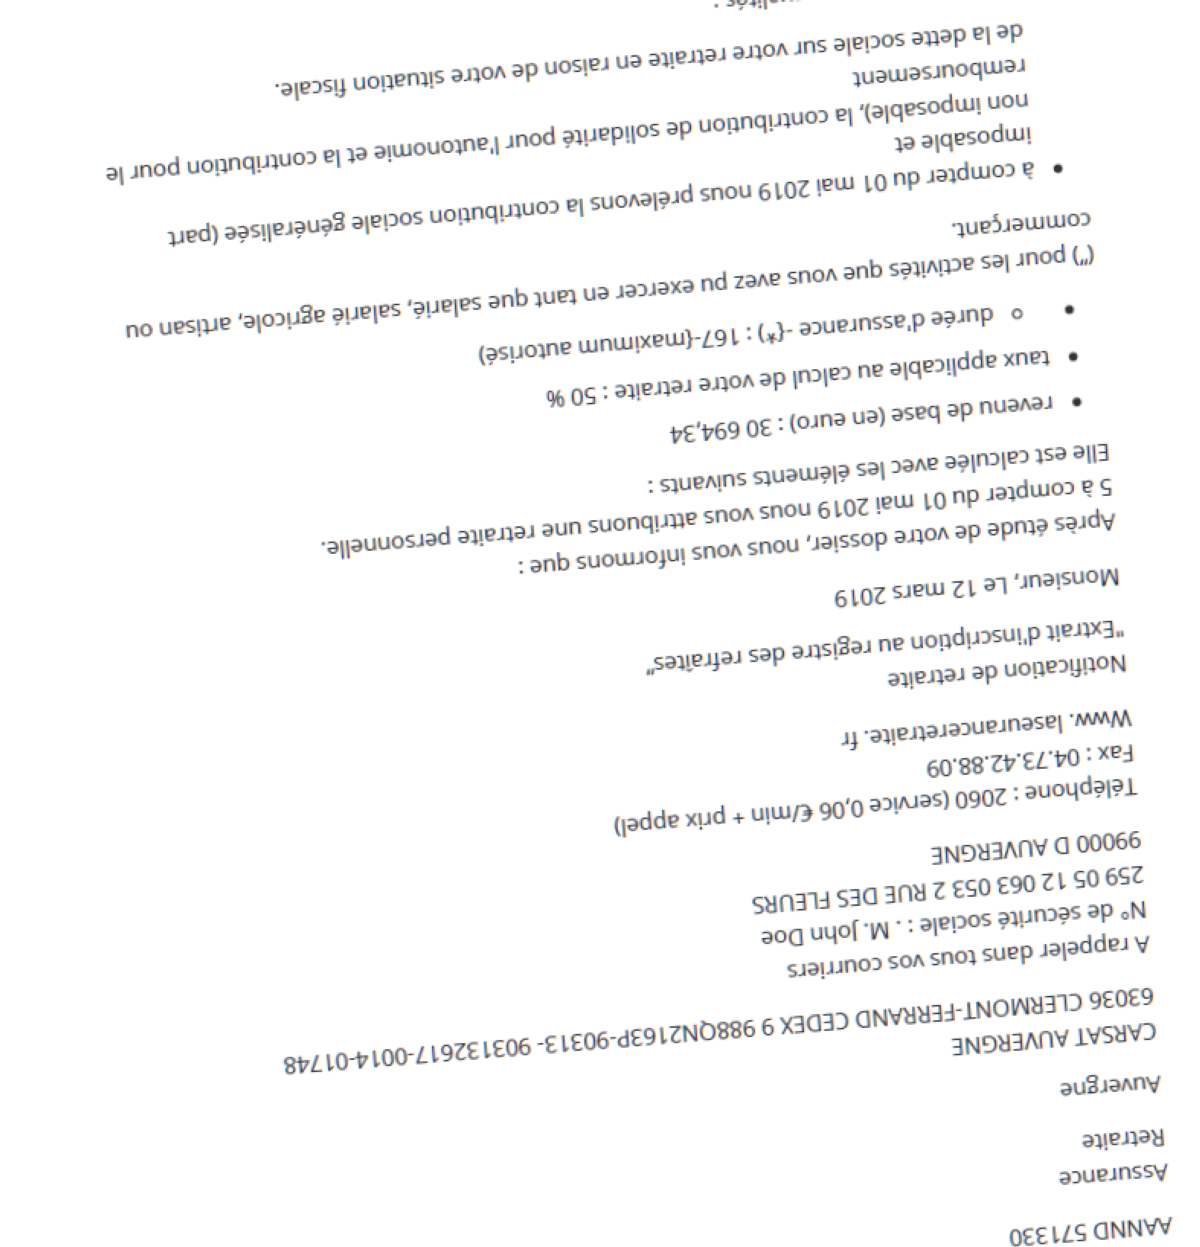 AANND 571330
Assurance
Retraite
Auvergne
CARSAT AUVERGNE
63036 CLERMONT-FERRAND CEDEX 9 988QN2163P-90313- 903132617-0014-01748
A rappeler dans tous vos courriers
N° de sécurité sociale : . M. John Doe
259 05 12 063 053 2 RUE DES FLEURS
99000 D AUVERGNE
Téléphone : 2060 (service 0,06 €/min + prix appel)
Fax : 04.73.42.88.09
Www. laseuranceretraite. fr
Notification de retraite
"Extrait d'inscription au registre des refraîtes"
Monsieur, Le 12 mars 2019
Après étude de votre dossier, nous vous informons que :
5 à compter du 01 mai 2019 nous vous attribuons une retraite personnelle.
Elle est calculée avec les éléments suivants :
• revenu de base (en euro) : 30 694,34
• taux applicable au calcul de votre retraite : 50 %
• ○ durée d'assurance -{*) : 167-{maximum autorisé)
(") pour les activités que vous avez pu exercer en tant que salarié, salarié agricole, artisan ou
commerçant.
• à compter du 01 mai 2019 nous prélevons la contribution sociale généralisée (part
imposable et
non imposable), la contribution de solidarité pour l'autonomie et la contribution pour le
remboursement
de la dette sociale sur votre retraite en raison de votre situation fiscale.